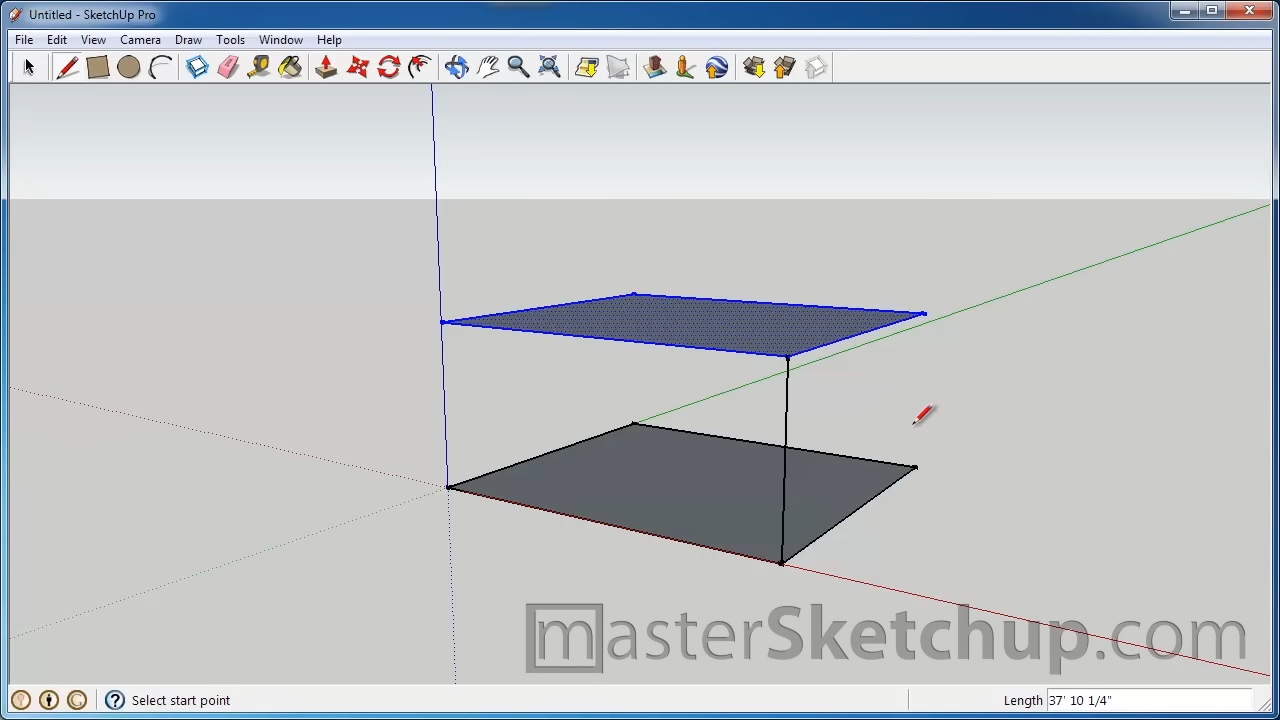 Untitled - SketchUp Pro
File Edit View Camera Draw Tools Window Help
masterSketchup.com
Select start point
Length 37' 10 1/4"